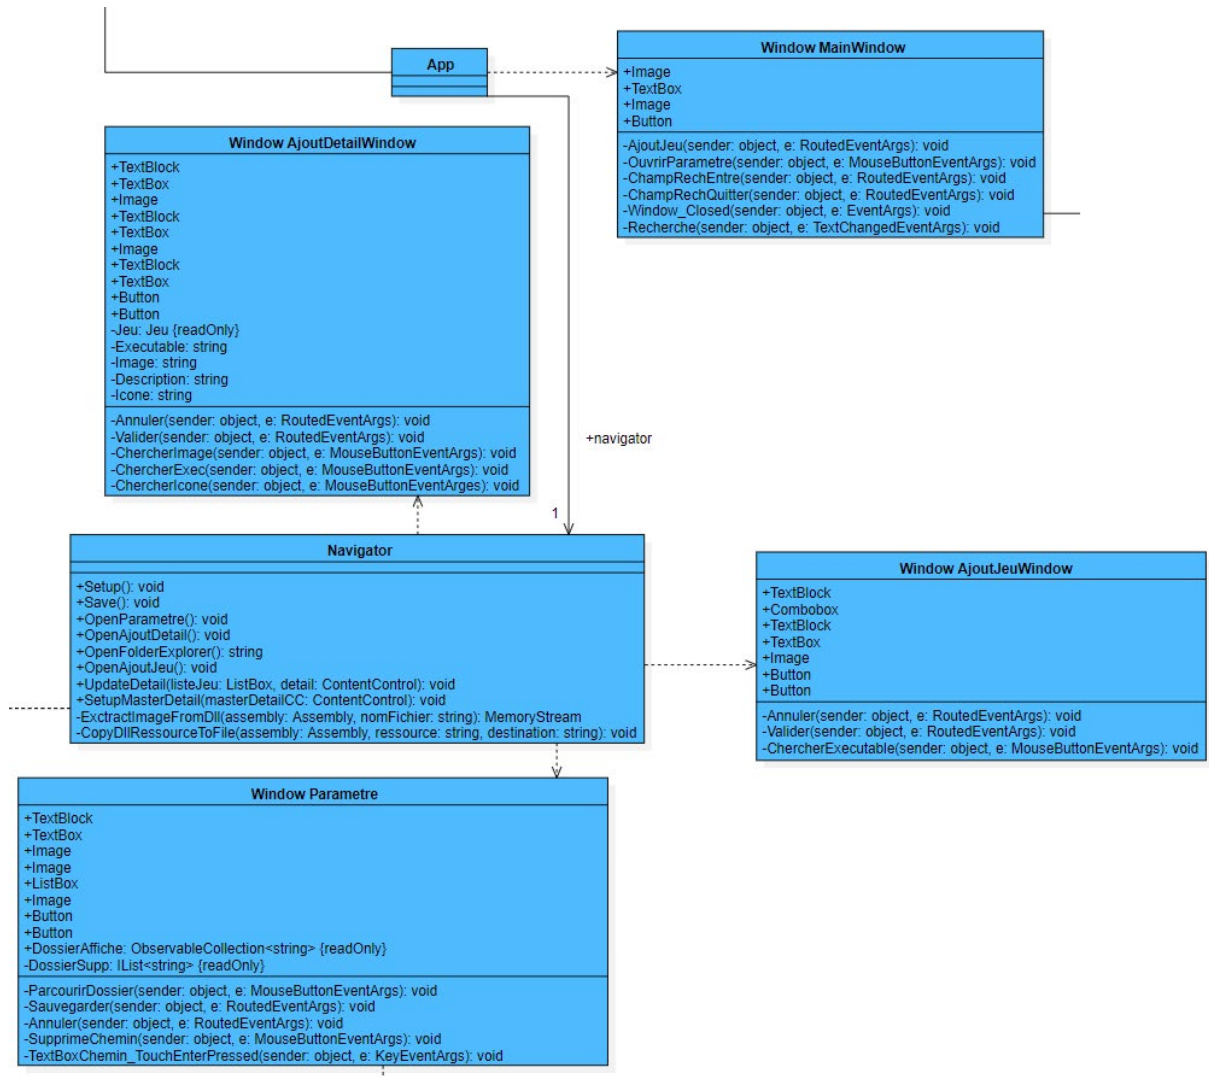 App
Window MainWindow
+Image
+TextBox
+Image
+Button
-AjoutJeu(sender: object, e: RoutedEventArgs): void
-OuvrirParametre(sender: object, e: MouseButtonEventArgs): void
-ChampRechEntre(sender: object, e: RoutedEventArgs): void
-ChampRechQuitter(sender: object, e: RoutedEventArgs): void
-Window_Closed(sender: object, e: EventArgs): void
-Recherche(sender: object, e: TextChangedEventArgs): void
Window AjoutDetailWindow
+TextBlock
+TextBox
+Image
+TextBlock
+TextBox
+Image
+TextBlock
+TextBox
+Button
+Button
-Jeu: Jeu {readOnly}
-Executable: string
-Image: string
-Description: string
-Icone: string
-Annuler(sender: object, e: RoutedEventArgs): void
-Valider(sender: object, e: RoutedEventArgs): void
-ChercherImage(sender: object, e: MouseButtonEventArgs): void
-ChercherExec(sender: object, e: MouseButtonEventArgs): void
-ChercherIcone(sender: object, e: MouseButtonEventArges): void
+navigator
1
Navigator
+Setup(): void
+Save(): void
+OpenParametre(): void
+OpenAjoutDetail(): void
+OpenFolderExplorer(): string
+OpenAjoutJeu(): void
+UpdateDetail(listeJeu: ListBox, detail: ContentControl): void
+SetupMasterDetail(masterDetailCC: ContentControl): void
-ExctractImageFromDll(assembly: Assembly, nomFichier: string): MemoryStream
-CopyDllRessourceToFile(assembly: Assembly, ressource: string, destination: string): void
Window AjoutJeuWindow
+TextBlock
+Combobox
+TextBlock
+TextBox
+Image
+Button
+Button
-Annuler(sender: object, e: RoutedEventArgs): void
-Valider(sender: object, e: RoutedEventArgs): void
-ChercherExecutable(sender: object, e: MouseButtonEventArgs): void
Window Parametre
+TextBlock
+TextBox
+Image
+Image
+ListBox
+Image
+Button
+Button
+DossierAffiche: ObservableCollection<string> {readOnly}
-DossierSupp: IList<string> {readOnly}
-ParcourirDossier(sender: object, e: MouseButtonEventArgs): void
-Sauvegarder(sender: object, e: RoutedEventArgs): void
-Annuler(sender: object, e: RoutedEventArgs): void
-SupprimeChemin(sender: object, e: MouseButtonEventArgs): void
-TextBoxChemin_TouchEnterPressed(sender: object, e: KeyEventArgs): void